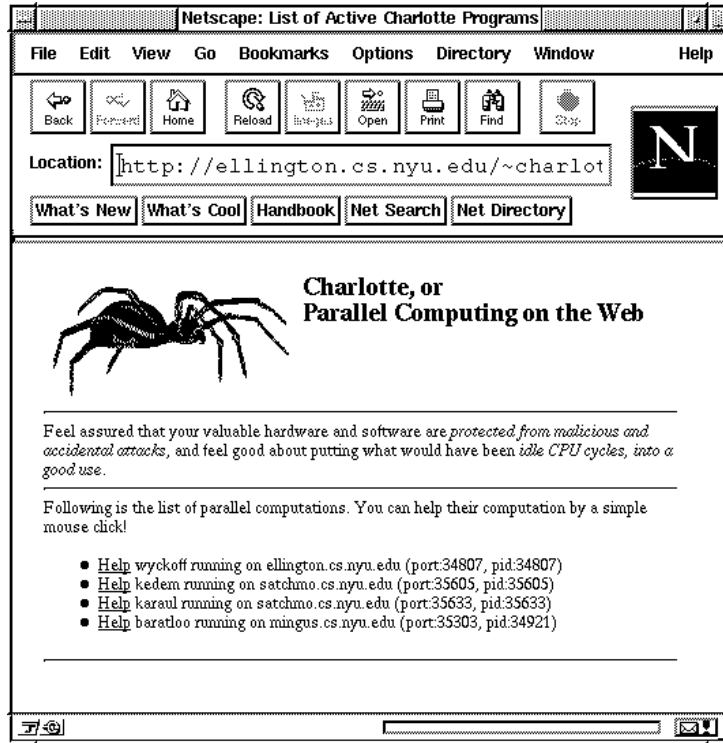 Netscape: List of Active Charlotte Programs
File Edit View Go Bookmarks Options Directory Window Help
Back Forward Home Reload Images Open Print Find Stop
N
Location: http://ellington.cs.nyu.edu/~charlot
What's New What's Cool Handbook Net Search Net Directory
Charlotte, or
Parallel Computing on the Web
Feel assured that your valuable hardware and software are protected from malicious and
accidental attacks, and feel good about putting what would have been idle CPU cycles, into a
good use.
Following is the list of parallel computations. You can help their computation by a simple
mouse click!
Help wyckoff running on ellington.cs.nyu.edu (port:34807, pid:34807)
Help kedem running on satchmo.cs.nyu.edu (port:35605, pid:35605)
Help karaul running on satchmo.cs.nyu.edu (port:35633, pid:35633)
Help baratloo running on mingus.cs.nyu.edu (port:35303, pid:34921)